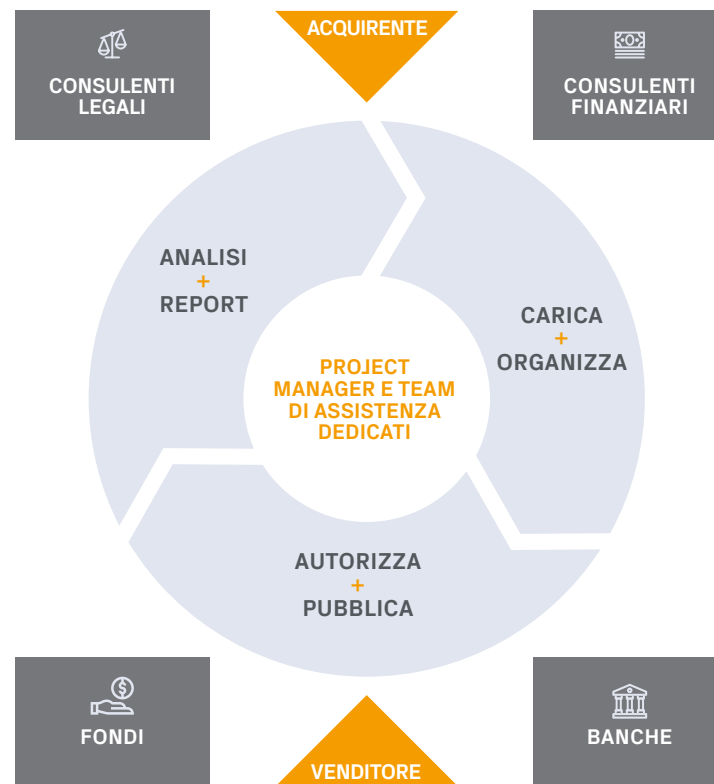 ACQUIRENTE
CONSULENTI
LEGALI
CONSULENTI
FINANZIARI
ANALISI
+
REPORT
CARICA
+
ORGANIZZA
PROJECT
MANAGER E TEAM
DI ASSISTENZA
DEDICATI
AUTORIZZA
+
PUBBLICA
FONDI
VENDITORE
BANCHE